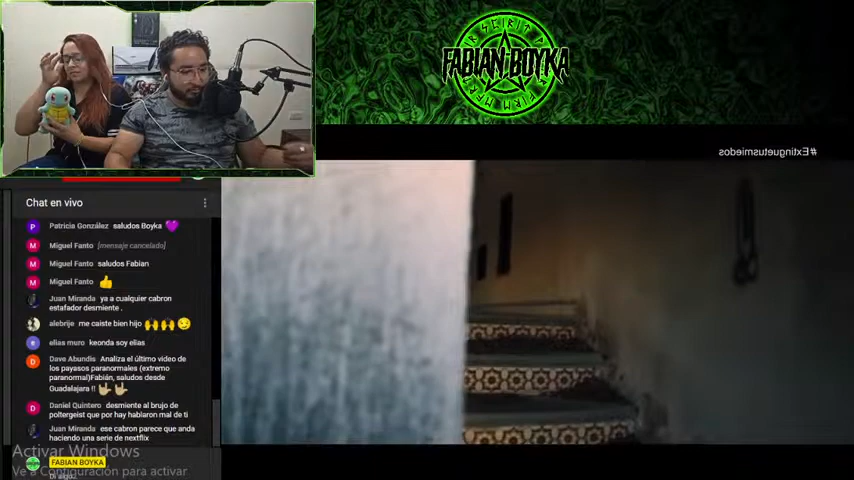 FABIAN BOYKA
#Extinguetusmiedos
Chat en vivo
P Patricia González saludos Boyka
M Miguel Fanto [mensaje cancelado]
M Miguel Fanto saludos Fabian
M Miguel Fanto
Juan Miranda ya a cualquier cabron
estafador desmiente .
alebrije me caiste bien hijo
e elias muro keonda soy elias
D Dave Abundis Analiza el último video de
los payasos paranormales (extremo
paranormal)Fabián, saludos desde
Guadalajara !!
D Daniel Quintero desmiente al brujo de
poltergeist que por hay hablaron mal de ti
Juan Miranda ese cabron parece que anda
haciendo una serie de nextflix
Activar Windows
Ve a Configuración para activar
FABIAN BOYKA
Di algo...